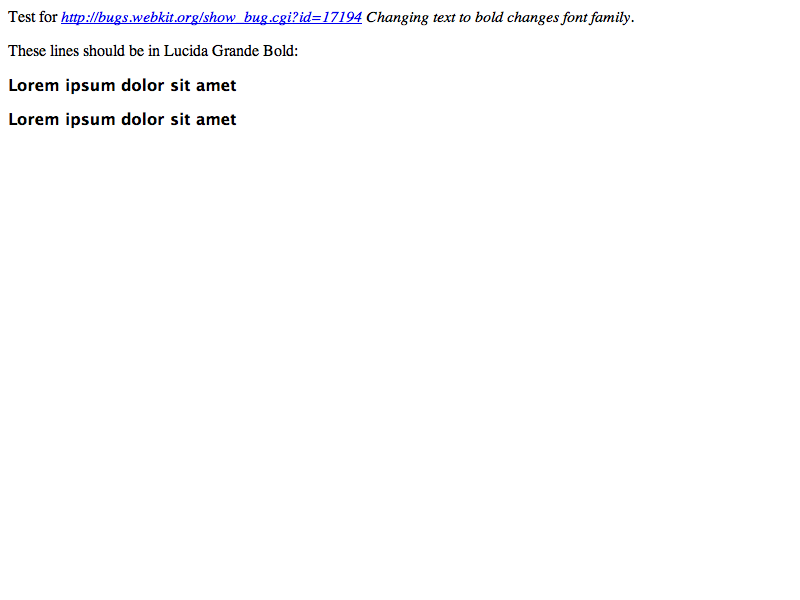 Test for http://bugs.webkit.org/show_bug.cgi?id=17194 Changing text to bold changes font family.
These lines should be in Lucida Grande Bold:
Lorem ipsum dolor sit amet
Lorem ipsum dolor sit amet